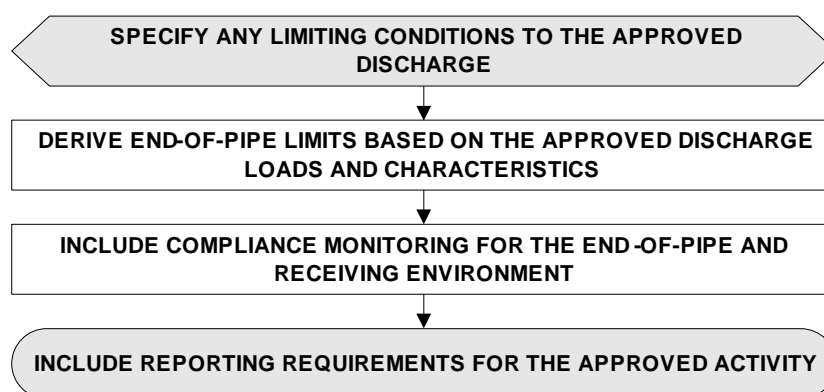 SPECIFY ANY LIMITING CONDITIONS TO THE APPROVED
DISCHARGE
DERIVE END-OF-PIPE LIMITS BASED ON THE APPROVED DISCHARGE
LOADS AND CHARACTERISTICS
INCLUDE COMPLIANCE MONITORING FOR THE END-OF-PIPE AND
RECEIVING ENVIRONMENT
INCLUDE REPORTING REQUIREMENTS FOR THE APPROVED ACTIVITY